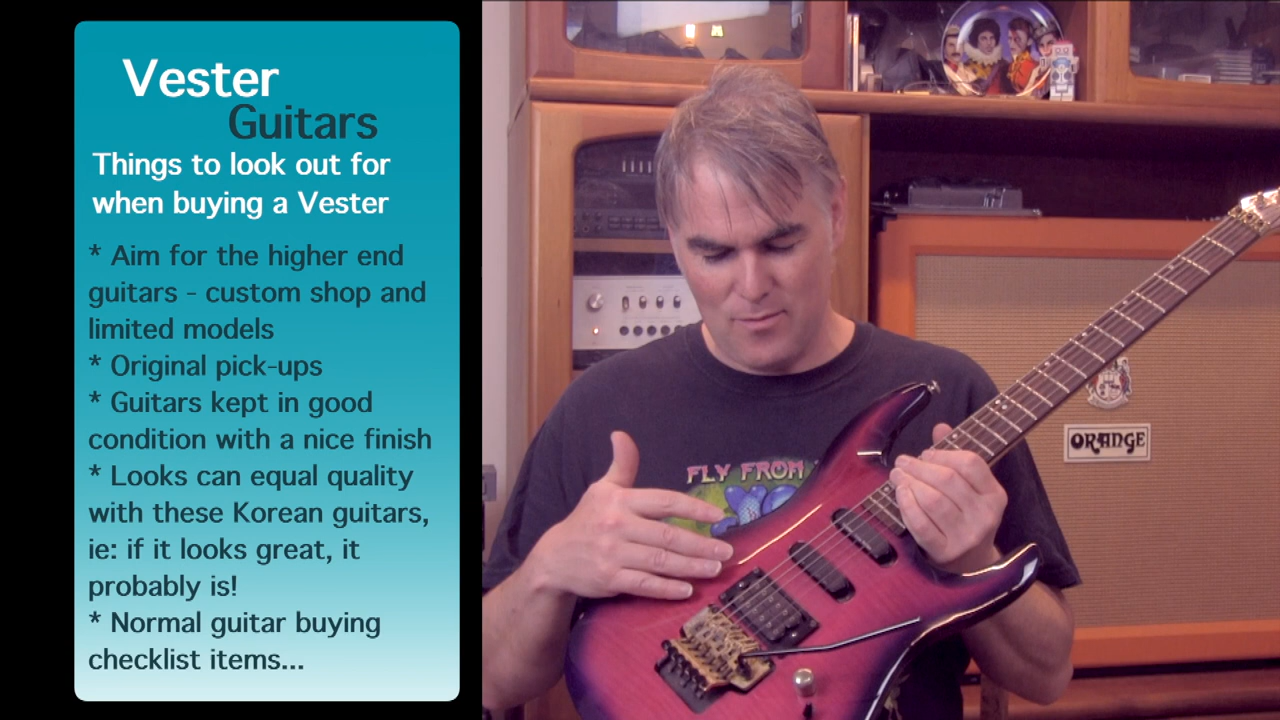 Vester
Guitars
Things to look out for
when buying a Vester
* Aim for the higher end
guitars - custom shop and
limited models
* Original pick-ups
* Guitars kept in good
condition with a nice finish
* Looks can equal quality
with these Korean guitars,
ie: if it looks great, it
probably is!
* Normal guitar buying
checklist items...
FLY FROM
ORANGE